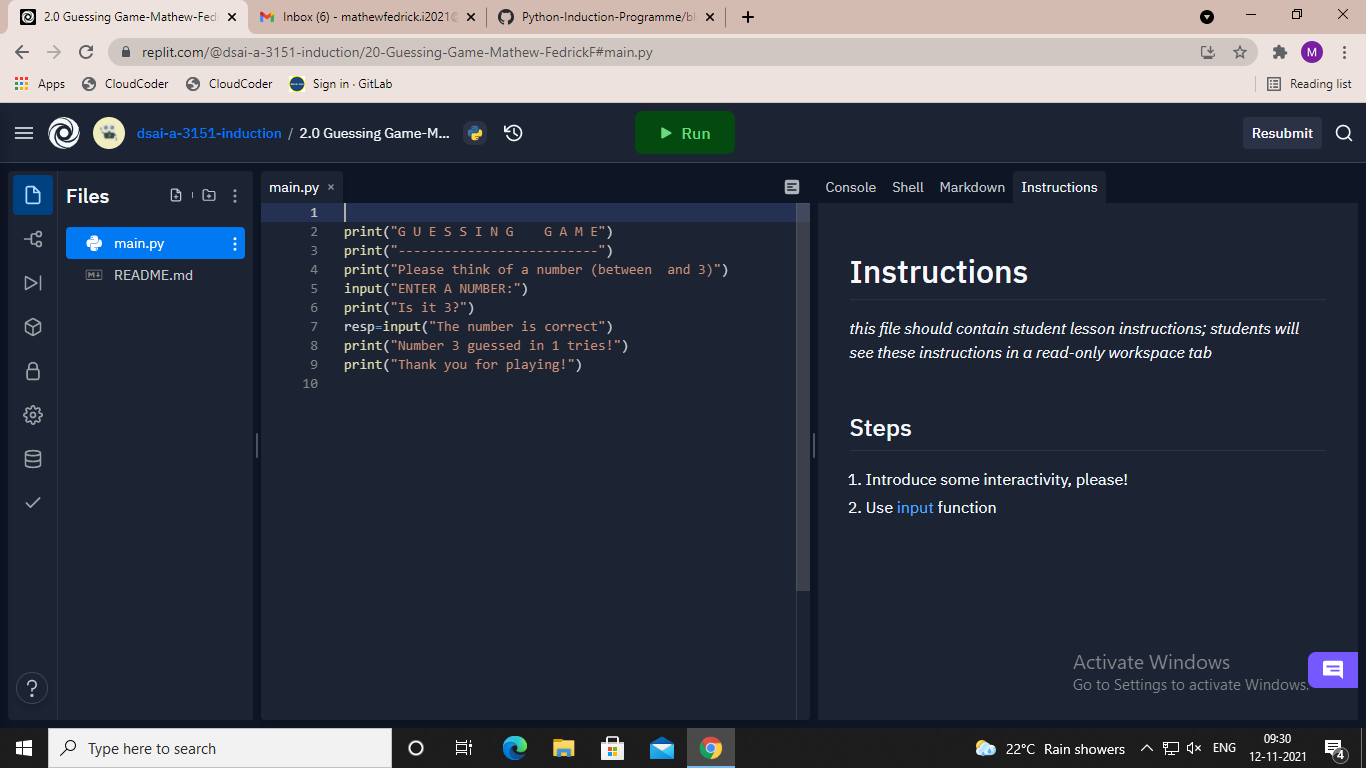 2.0 Guessing Game-Mathew-Fed
Inbox (6) - mathewfedrick.i2021@
Python-Induction-Programme/bl
replit.com/@dsai-a-3151-induction/20-Guessing-Game-Mathew-FedrickF#main.py
M
Apps
CloudCoder
CloudCoder
Sign in · GitLab
Reading list
dsai-a-3151-induction / 2.0 Guessing Game-M...
Run
Resubmit
Files
main.py
README.md
main.py
1
2 print("G U E S S I N G    G A M E")
3 print("--------------------------")
4 print("Please think of a number (between  and 3)")
5 input("ENTER A NUMBER:")
6 print("Is it 3?")
7 resp=input("The number is correct")
8 print("Number 3 guessed in 1 tries!")
9 print("Thank you for playing!")
10
Console Shell Markdown Instructions
Instructions
this file should contain student lesson instructions; students will
see these instructions in a read-only workspace tab
Steps
1. Introduce some interactivity, please!
2. Use input function
Activate Windows
Go to Settings to activate Windows.
?
Type here to search
22°C Rain showers
ENG
09:30
12-11-2021
4